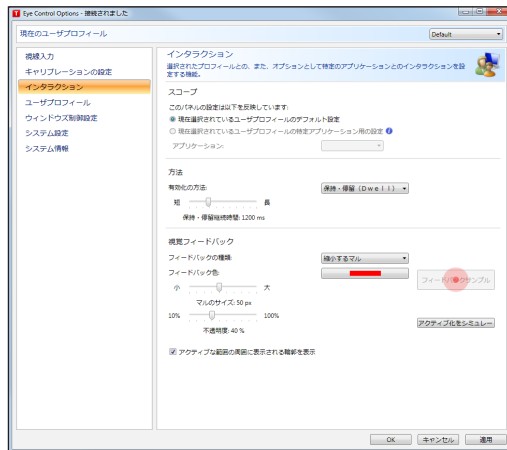 Eye Control Options - 接続されました
現在のユーザプロフィール
Default
視線入力
キャリブレーションの設定
インタラクション
ユーザプロフィール
ウィンドウズ制御設定
システム設定
システム情報
インタラクション
選択されたプロフィールとの、また、オプションとして特定のアプリケーションとのインタラクションを設
定する機能。
スコープ
このパネルの設定は以下を反映しています:
現在選択されているユーザプロフィールのデフォルト設定
現在選択されているユーザプロフィールの特定アプリケーション用の設定
アプリケーション:
方法
有効化の方法:
保持・停留 (Dwell)
短 長
保持・停留継続時間: 1200 ms
視覚フィードバック
フィードバックの種類:
縮小するマル
フィードバック色:
フィードバックサンプル
小 大
マルのサイズ: 50 px
10% 100%
不透明度: 40 %
アクティブ化をシミュレー
アクティブな範囲の周囲に表示される輪郭を表示
OK キャンセル 適用